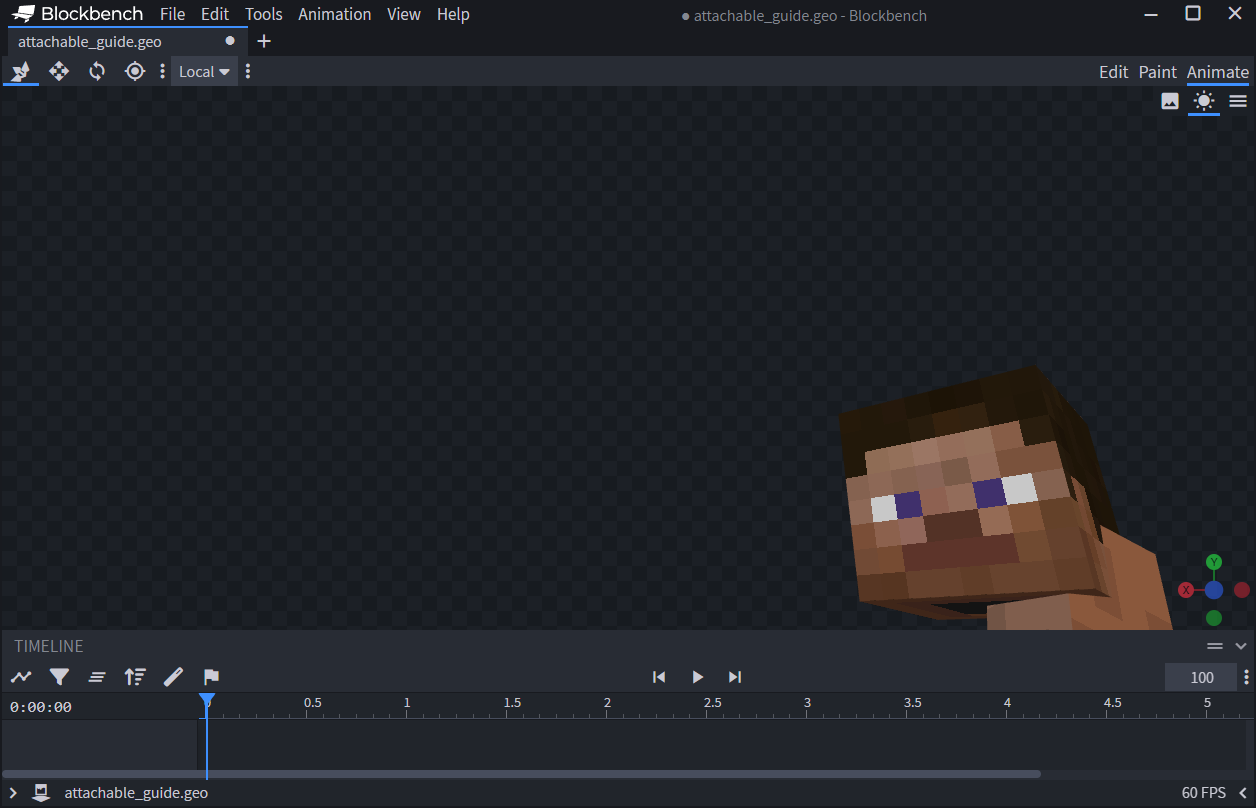 Blockbench File Edit Tools Animation View Help
● attachable_guide.geo - Blockbench
attachable_guide.geo
Local
Edit Paint Animate
Y
X
TIMELINE
100
0:00:00
0 0.5 1 1.5 2 2.5 3 3.5 4 4.5 5
attachable_guide.geo
60 FPS